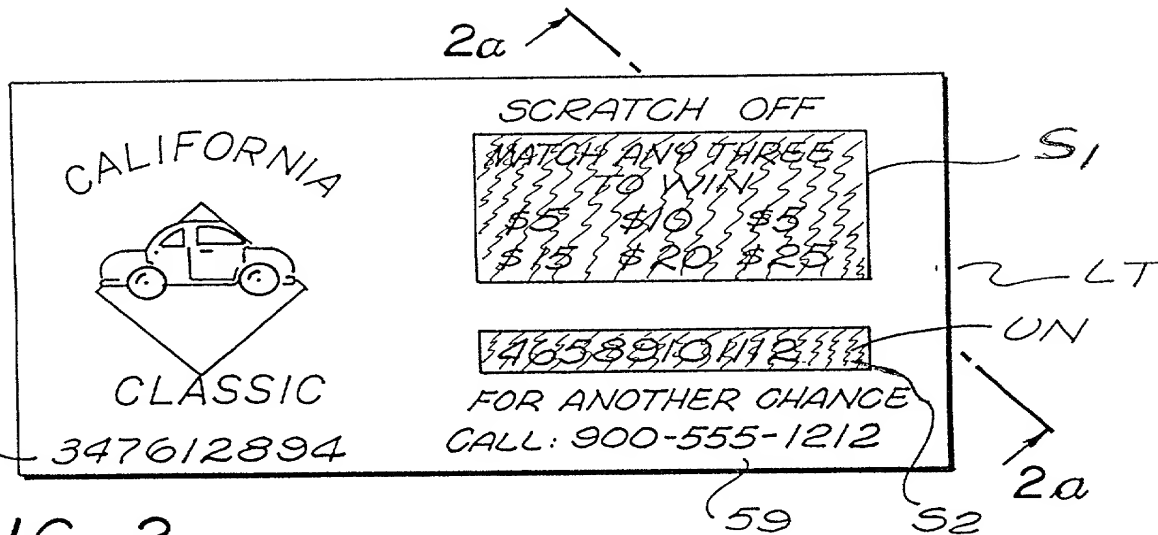 2a
SCRATCH OFF
MATCH ANY THREE
TO WIN
$5 $10 $5
$15 $20 $25
S1
LT
UN
CALIFORNIA
CLASSIC
347612894
FOR ANOTHER CHANCE
CALL: 900-555-1212
2a
59
S2